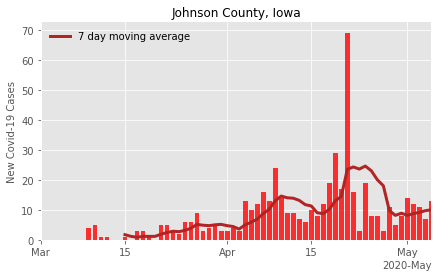 Johnson County, Iowa
7 day moving average
New Covid-19 Cases
70
60
50
40
30
20
10
0
Mar
15
Apr
15
May
2020-May